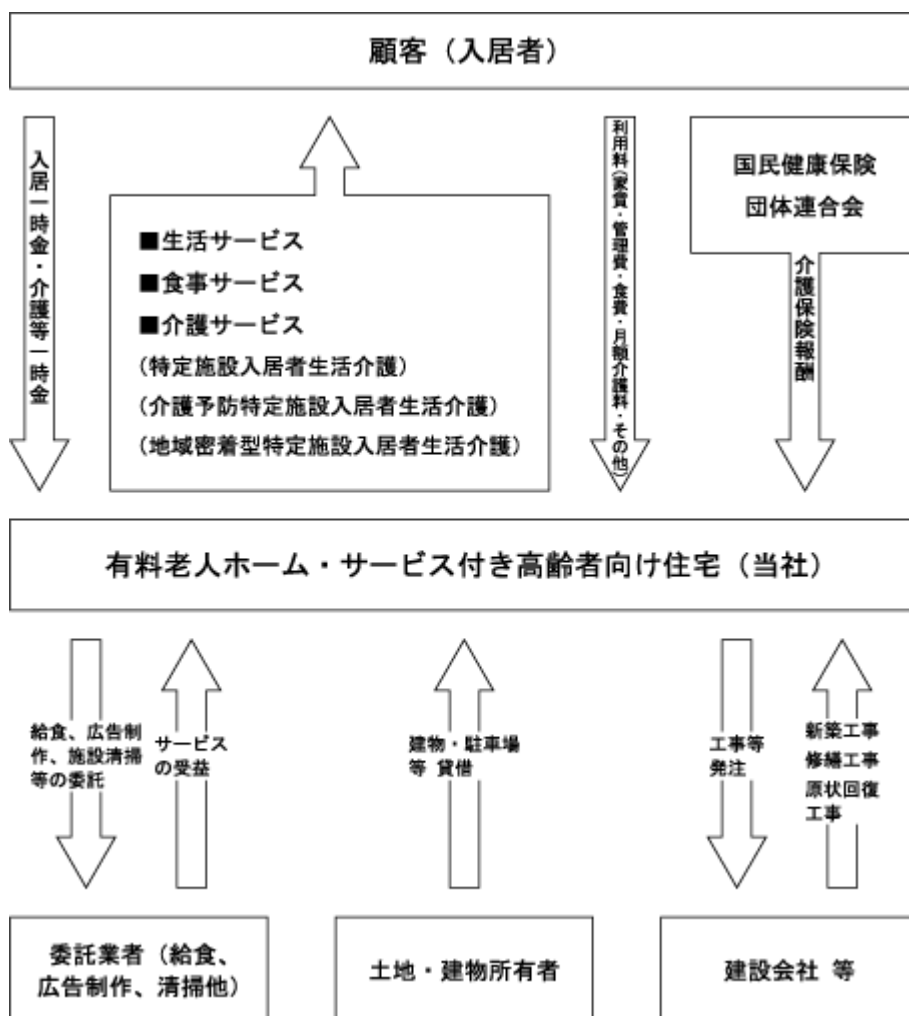 顧客（入居者）
入居一時金・介護等一時金
■生活サービス
■食事サービス
■介護サービス
(特定施設入居者生活介護)
(介護予防特定施設入居者生活介護)
(地域密着型特定施設入居者生活介護)
利用料(家賃・管理費・食費・月額介護料・その他)
国民健康保険
団体連合会
介護保険報酬
有料老人ホーム・サービス付き高齢者向け住宅（当社）
給食、広告制
作、施設清掃
等の委託
サービス
の受益
建物・駐車場
等 貸借
工事等
発注
新築工事
修繕工事
原状回復
工事
委託業者（給食、
広告制作、清掃他）
土地・建物所有者
建設会社 等